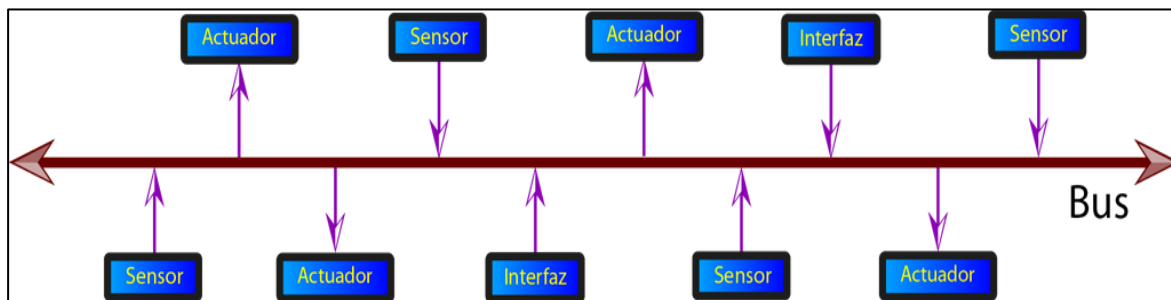 Actuador
Sensor
Actuador
Interfaz
Sensor
Bus
Sensor
Actuador
Interfaz
Sensor
Actuador